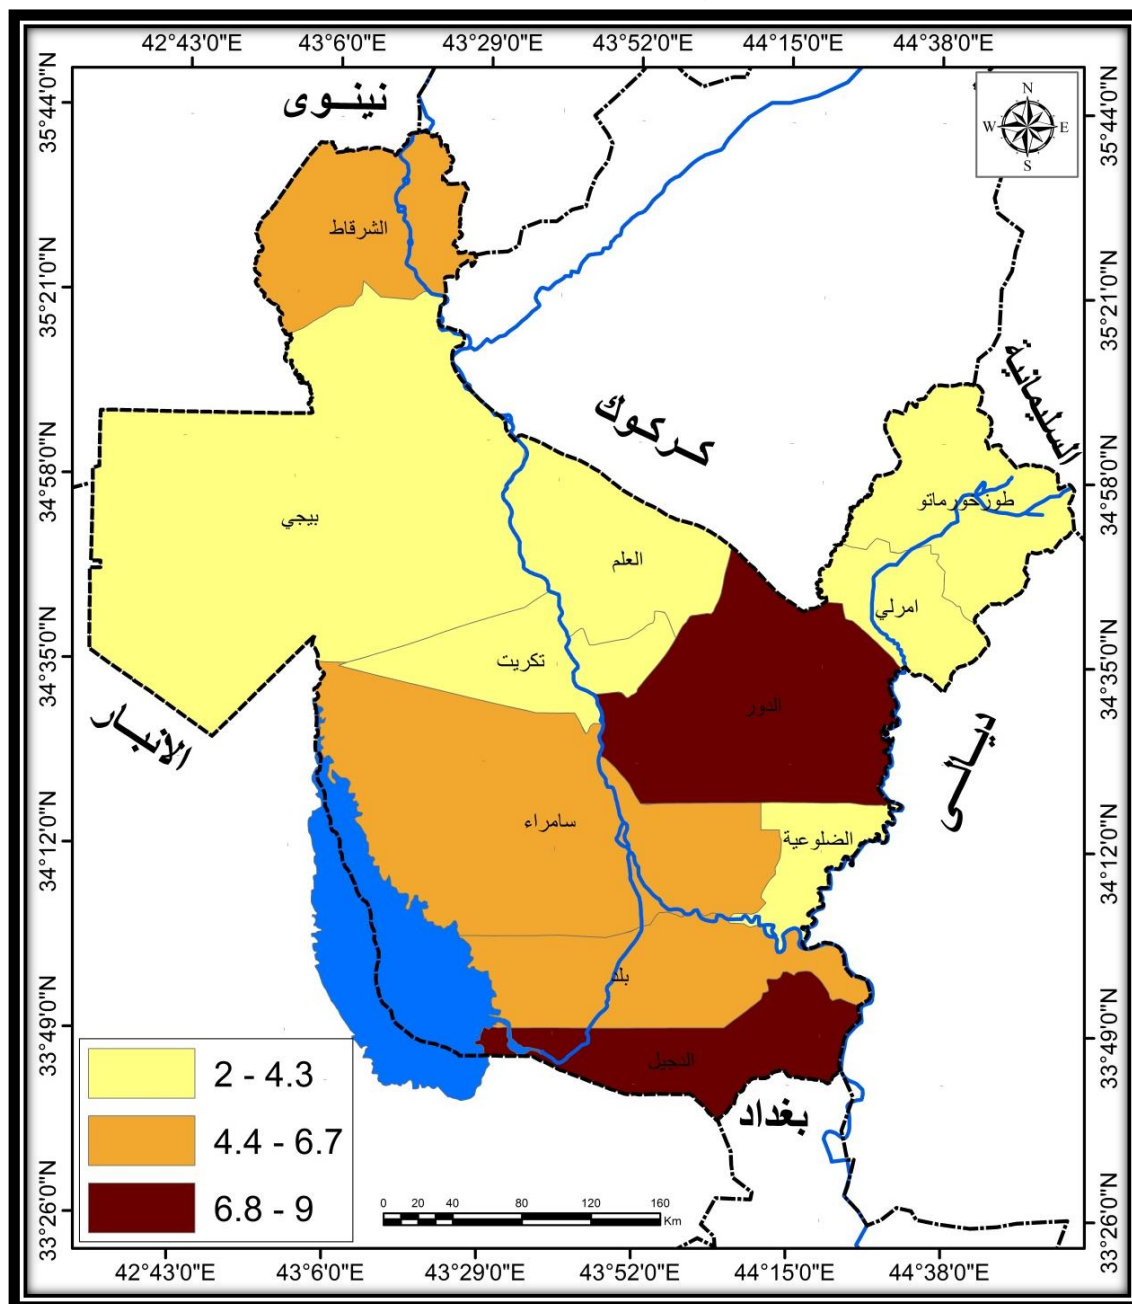 42°43'0"E 43°6'0"E 43°29'0"E 43°52'0"E 44°15'0"E 44°38'0"E
35°44'0"N
35°21'0"N
34°58'0"N
34°35'0"N
34°12'0"N
33°49'0"N
33°26'0"N
نينوى
N
W E
S
35°44'0"N
35°21'0"N
34°58'0"N
34°35'0"N
34°12'0"N
33°49'0"N
33°26'0"N
الشرقاط
السليمانية
كركوك
طوزخورماتو
بيجي
العلم
امرلي
تكريت
الانبار
الدور
ديالى
سامراء
الضلوعية
بلد
الدجيل
بغداد
2 - 4.3
4.4 - 6.7
6.8 - 9
0 20 40 80 120 160
Km
42°43'0"E 43°6'0"E 43°29'0"E 43°52'0"E 44°15'0"E 44°38'0"E